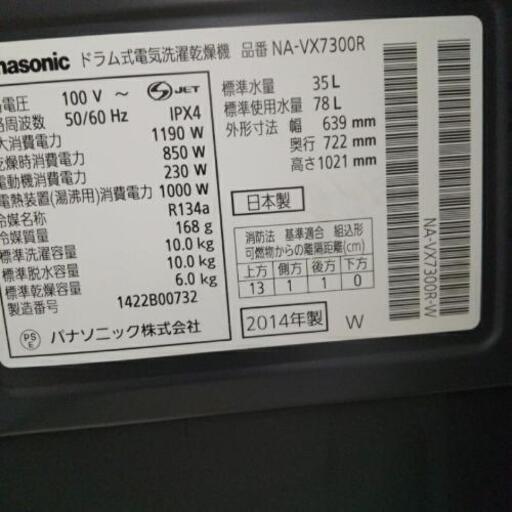 nasonic ドラム式電気洗濯乾燥機 品番 NA-VX7300R
電圧 100 V ~
周波数 50/60 Hz
S JET
IPX4
大消費電力 1190 W
乾燥時消費電力 850 W
電動機消費電力 230 W
電熱装置(湯沸用)消費電力 1000 W
冷媒名称 R134a
冷媒質量 168 g
標準洗濯容量 10.0 kg
標準脱水容量 10.0 kg
標準乾燥容量 6.0 kg
製造番号 1422B00732
PS E パナソニック株式会社
標準水量 35 L
標準使用水量 78 L
外形寸法 幅 639 mm
奥行 722 mm
高さ 1021 mm
日本製
消防法 基準適合 組込形
可燃物からの離隔距離(cm)
上方 側方 後方 下方
13 1 1 0
2014年製 W
NA-VX7300R-W